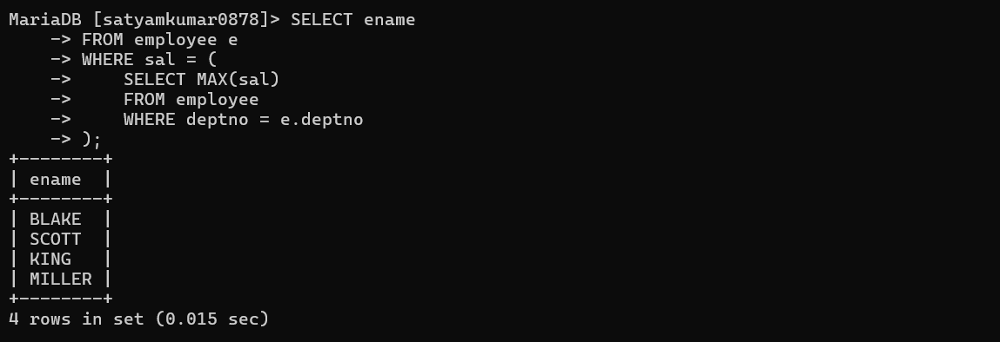 MariaDB [satyamkumar0878]> SELECT ename
    -> FROM employee e
    -> WHERE sal = (
    ->     SELECT MAX(sal)
    ->     FROM employee
    ->     WHERE deptno = e.deptno
    -> );
+--------+
| ename  |
+--------+
| BLAKE  |
| SCOTT  |
| KING   |
| MILLER |
+--------+
4 rows in set (0.015 sec)